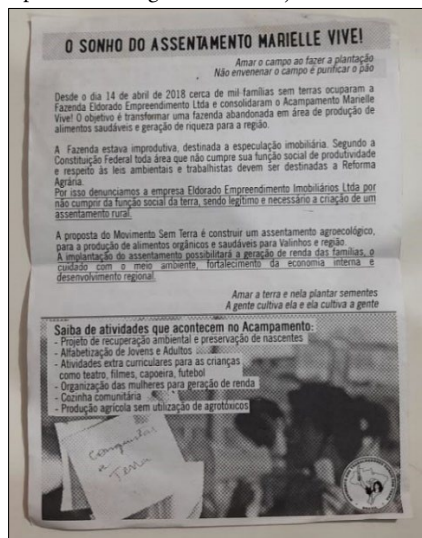 O SONHO DO ASSENTAMENTO MARIELLE VIVE!
Amar o campo ao fazer a plantação
Não envenenar o campo é purificar o pão
Desde o dia 14 de abril de 2018 cerca de mil famílias sem terras ocuparam a
Fazenda Eldorado Empreendimento Ltda e consolidaram o Acampamento Marielle
Vive! O objetivo é transformar uma fazenda abandonada em área de produção de
alimentos saudáveis e geração de riqueza para a região.
A Fazenda estava improdutiva, destinada a especulação imobiliária. Segundo a
Constituição Federal toda área que não cumpre sua função social de produtividade
e respeito às leis ambientais e trabalhistas devem ser destinadas a Reforma
Agrária.
Por isso denunciamos a empresa Eldorado Empreendimento Imobiliários Ltda por
não cumprir da função social da terra, sendo legítimo e necessário a criação de um
assentamento rural.
A proposta do Movimento Sem Terra é construir um assentamento agroecológico,
para a produção de alimentos orgânicos e saudáveis para Valinhos e região.
A implantação do assentamento possibilitará a geração de renda das famílias, o
cuidado com o meio ambiente, fortalecimento da economia interna e
desenvolvimento regional.
Amar a terra e nela plantar sementes
A gente cultiva ela e ela cultiva a gente
Saiba de atividades que acontecem no Acampamento:
- Projeto de recuperação ambiental e preservação de nascentes
- Alfabetização de Jovens e Adultos
- Atividades extra curriculares para as crianças
como teatro, filmes, capoeira, futebol
- Organização das mulheres para geração de renda
- Cozinha comunitária
- Produção agrícola sem utilização de agrotóxicos
Conquistar
a
Terra